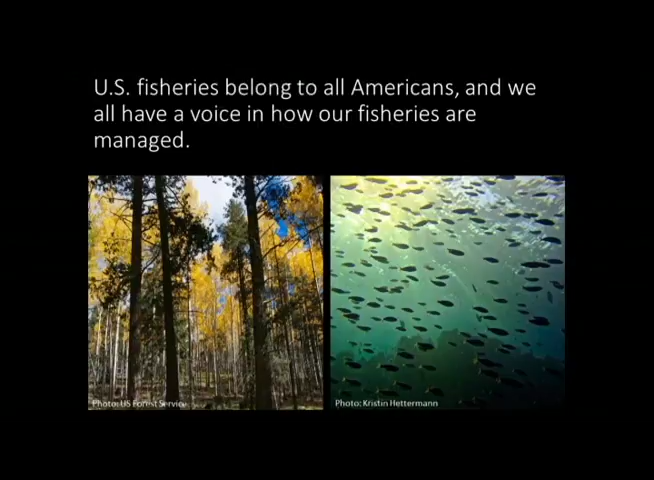 U.S. fisheries belong to all Americans, and we
all have a voice in how our fisheries are
managed.
Photo: US Forest Service
Photo: Kristin Hettermann